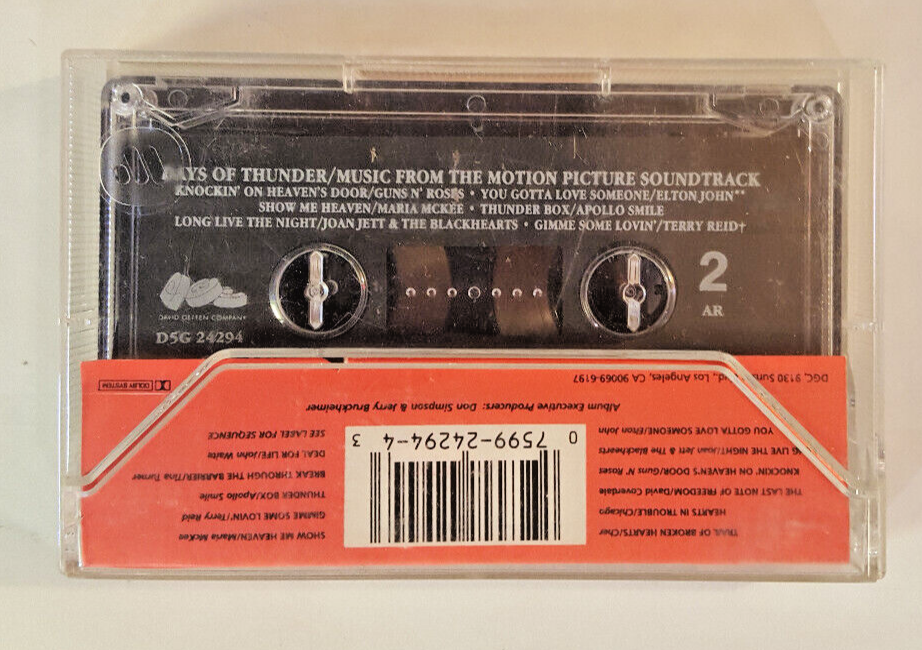 DAYS OF THUNDER/MUSIC FROM THE MOTION PICTURE SOUNDTRACK
KNOCKIN' ON HEAVEN'S DOOR/GUNS N' ROSES • YOU GOTTA LOVE SOMEONE/ELTON JOHN**
SHOW ME HEAVEN/MARIA MCKEE • THUNDER BOX/APOLLO SMILE
LONG LIVE THE NIGHT/JOAN JETT & THE BLACKHEARTS • GIMME SOME LOVIN'/TERRY REID†
2
AR
DAVID GEFFEN COMPANY
D5G 24294
TRAIL OF BROKEN HEARTS/Cher
HEARTS IN TROUBLE/Chicago
THE LAST NOTE OF FREEDOM/David Coverdale
KNOCKIN' ON HEAVEN'S DOOR/Guns N' Roses
LIVE THE NIGHT/Joan Jett & The Blackhearts
YOU GOTTA LOVE SOMEONE/Elton John
0 7599-24294-4 3
SHOW ME HEAVEN/Maria McKee
GIMME SOME LOVIN'/Terry Reid
THUNDER BOX/Apollo Smile
BREAK THROUGH THE BARRIER/Tina Turner
DEAL FOR LIFE/John Waite
SEE LABEL FOR SEQUENCE
Album Executive Producers: Don Simpson & Jerry Bruckheimer
DGC, 9130 Los Angeles, CA 90069-6197
DOLBY SYSTEM